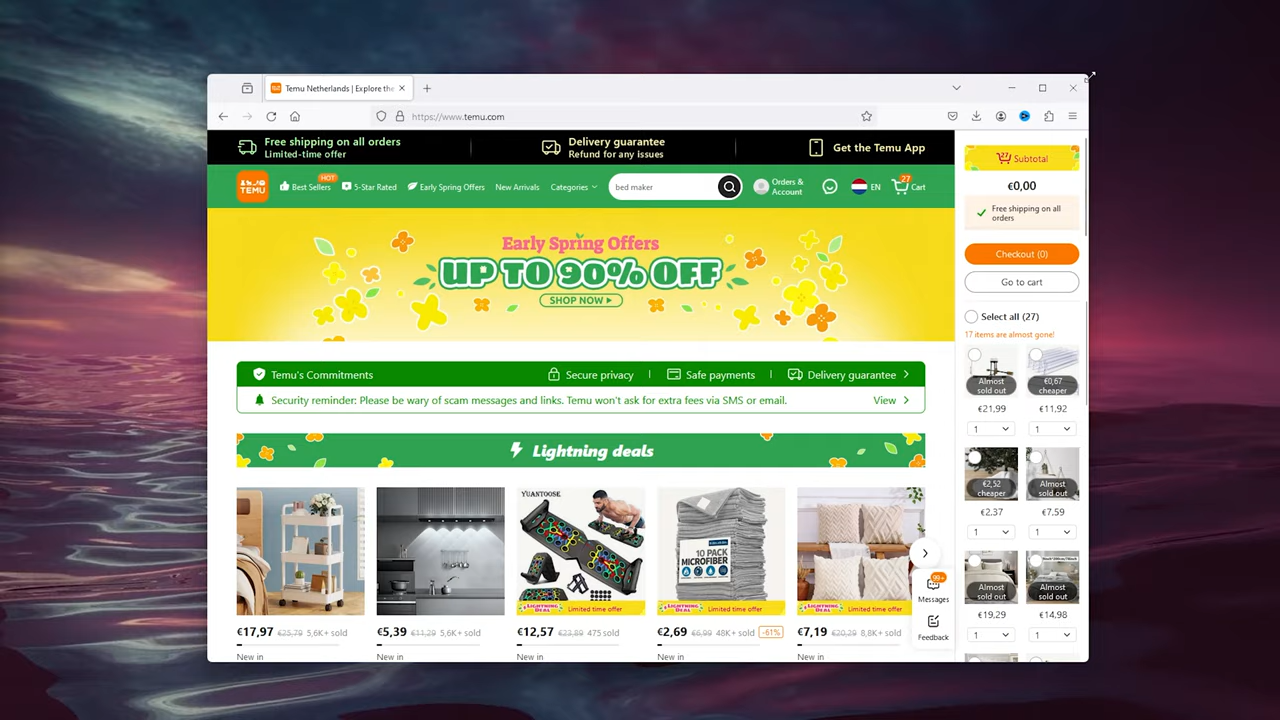 Temu Netherlands | Explore the
https://www.temu.com
Free shipping on all orders
Limited-time offer
Delivery guarantee
Refund for any issues
Get the Temu App
TEMU
Best Sellers
HOT
5-Star Rated
Early Spring Offers
New Arrivals
Categories
bed maker
Orders &
Account
EN
27
Cart
Early Spring Offers
UP TO 90% OFF
SHOP NOW
Temu's Commitments
Secure privacy
Safe payments
Delivery guarantee
Security reminder: Please be wary of scam messages and links. Temu won't ask for extra fees via SMS or email.
View
Lightning deals
YUANTOOSE
10 PACK
MICROFIBER
LIGHTNING DEAL
Limited time offer
LIGHTNING DEAL
Limited time offer
LIGHTNING DEAL
Limited time offer
€17,97 €25,79 5,6K+ sold
€5,39 €11,29 5,6K+ sold
€12,57 €23,89 475 sold
€2,69 €6,99 48K+ sold -61%
€7,19 €20,29 8,8K+ sold
New in
New in
New in
New in
New in
99+
Messages
Feedback
27
Subtotal
€0,00
Free shipping on all
orders
Checkout (0)
Go to cart
Select all (27)
17 items are almost gone!
Almost
sold out
€0,67
cheaper
€21,99
€11,92
1
1
€2,52
cheaper
Almost
sold out
€2,37
€7,59
1
1
Almost
sold out
Almost
sold out
€19,29
€14,98
1
1